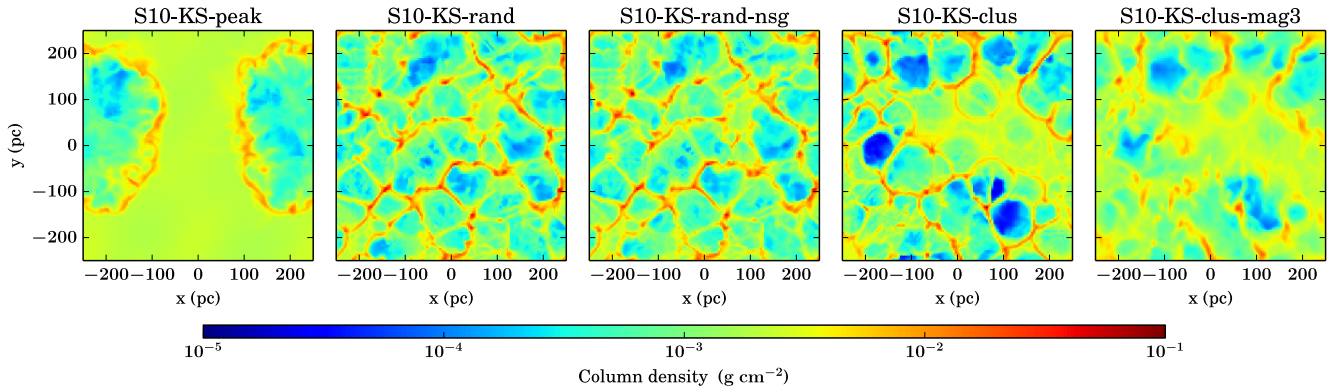 S10-KS-peak S10-KS-rand S10-KS-rand-nsg S10-KS-clus S10-KS-clus-mag3
200
100
0
−100
−200
y (pc)
−200 −100 0 100 200 −200 −100 0 100 200 −200 −100 0 100 200 −200 −100 0 100 200 −200 −100 0 100 200
x (pc) x (pc) x (pc) x (pc) x (pc)
10⁻⁵ 10⁻⁴ 10⁻³ 10⁻² 10⁻¹
Column density (g cm⁻²)